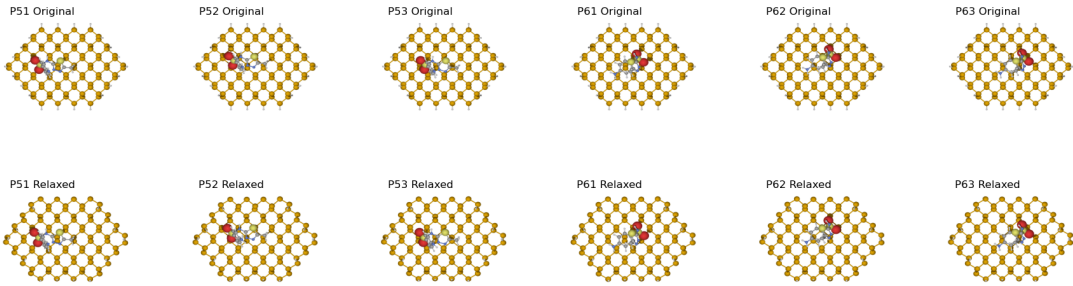 P51 Original
P52 Original
P53 Original
P61 Original
P62 Original
P63 Original
P51 Relaxed
P52 Relaxed
P53 Relaxed
P61 Relaxed
P62 Relaxed
P63 Relaxed